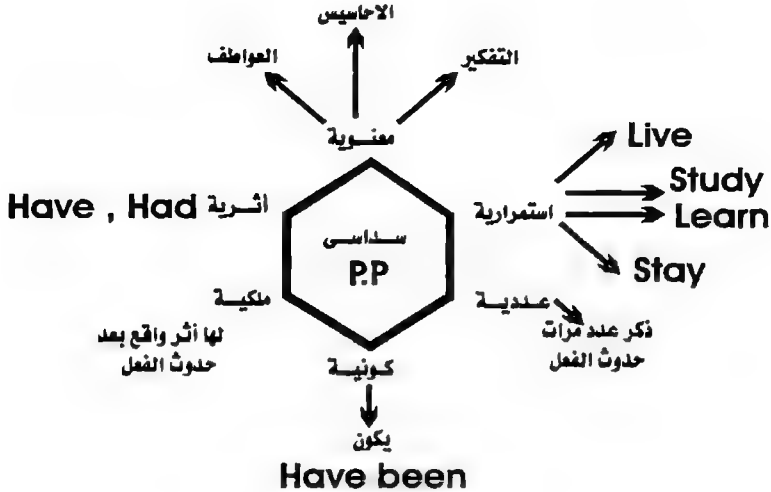 الاحاسيس
العواطف
التفكير
معنوية
Live
Study
Learn
Stay
استمرارية
Have , Had أثرية
سداسى
P.P
ملكية
عددية
لها أثر واقع بعد
حدوث الفعل
ذكر عدد مرات
حدوث الفعل
كونية
يكون
Have been